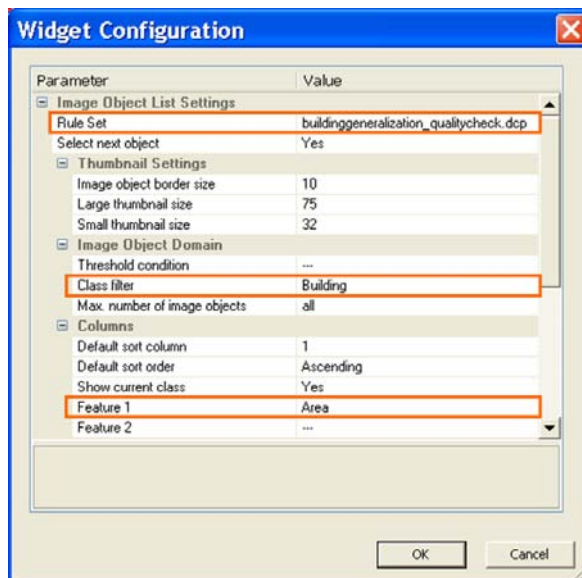 Widget Configuration
Parameter Value
Image Object List Settings
Rule Set buildinggeneralization_qualitycheck.dcp
Select next object Yes
Thumbnail Settings
Image object border size 10
Large thumbnail size 75
Small thumbnail size 32
Image Object Domain
Threshold condition ---
Class filter Building
Max. number of image objects all
Columns
Default sort column 1
Default sort order Ascending
Show current class Yes
Feature 1 Area
Feature 2 ---
OK Cancel